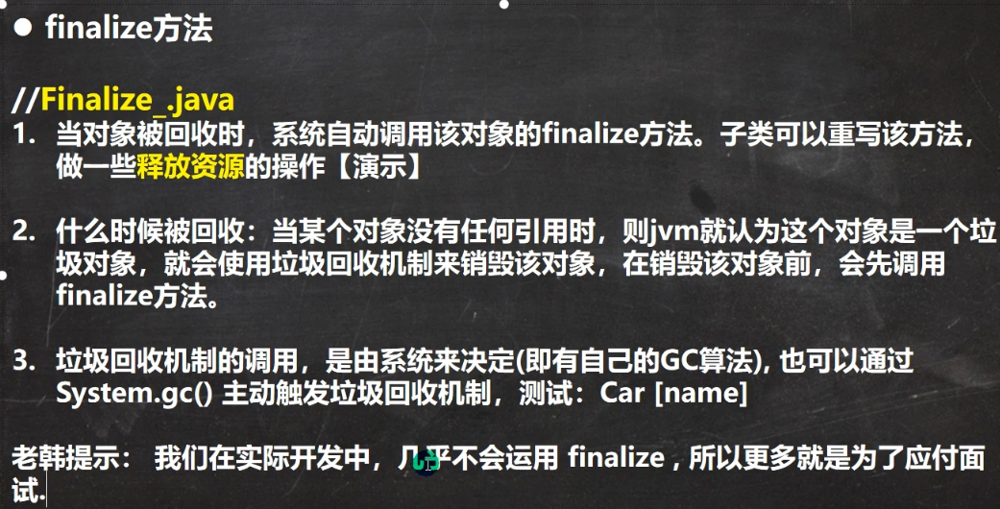 ● finalize方法
//Finalize_.java
1. 当对象被回收时，系统自动调用该对象的finalize方法。子类可以重写该方法，
做一些释放资源的操作【演示】
2. 什么时候被回收：当某个对象没有任何引用时，则jvm就认为这个对象是一个垃
圾对象，就会使用垃圾回收机制来销毁该对象，在销毁该对象前，会先调用
finalize方法。
3. 垃圾回收机制的调用，是由系统来决定(即有自己的GC算法), 也可以通过
System.gc() 主动触发垃圾回收机制，测试：Car [name]
老韩提示： 我们在实际开发中，几乎不会运用 finalize , 所以更多就是为了应付面
试.